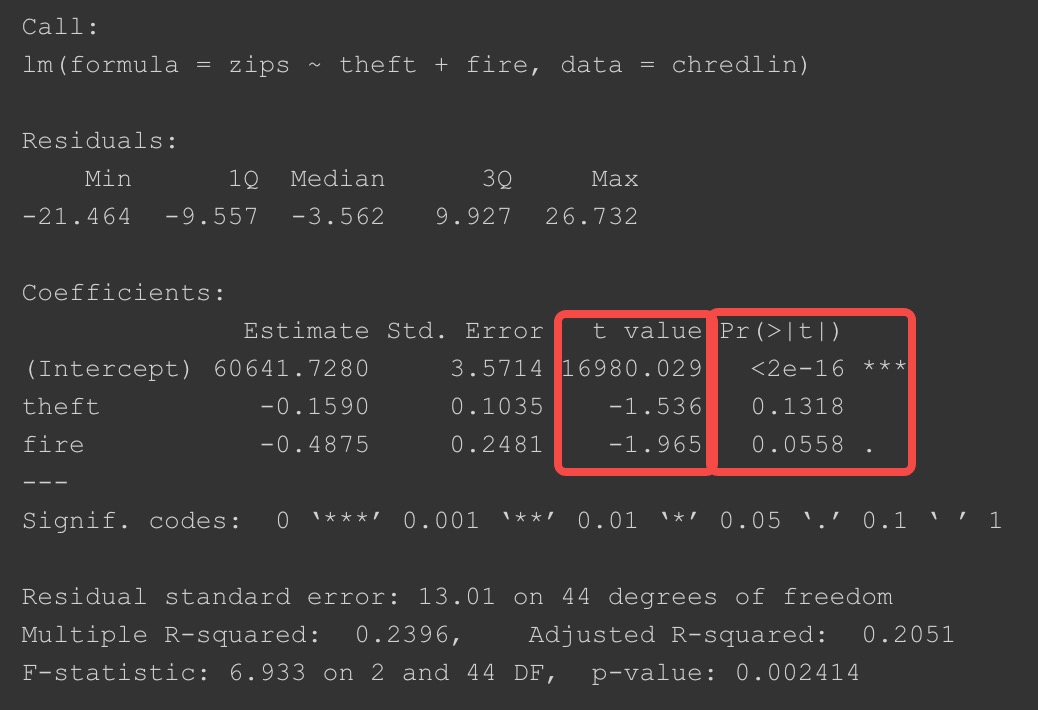 Call:
lm(formula = zips ~ theft + fire, data = chredlin)
Residuals:
Min 1Q Median 3Q Max
-21.464 -9.557 -3.562 9.927 26.732
Coefficients:
Estimate Std. Error t value Pr(>|t|)
(Intercept) 60641.7280 3.5714 16980.029 <2e-16 ***
theft -0.1590 0.1035 -1.536 0.1318
fire -0.4875 0.2481 -1.965 0.0558 .
---
Signif. codes: 0 ‘***’ 0.001 ‘**’ 0.01 ‘*’ 0.05 ‘.’ 0.1 ‘ ’ 1
Residual standard error: 13.01 on 44 degrees of freedom
Multiple R-squared: 0.2396, Adjusted R-squared: 0.2051
F-statistic: 6.933 on 2 and 44 DF, p-value: 0.002414